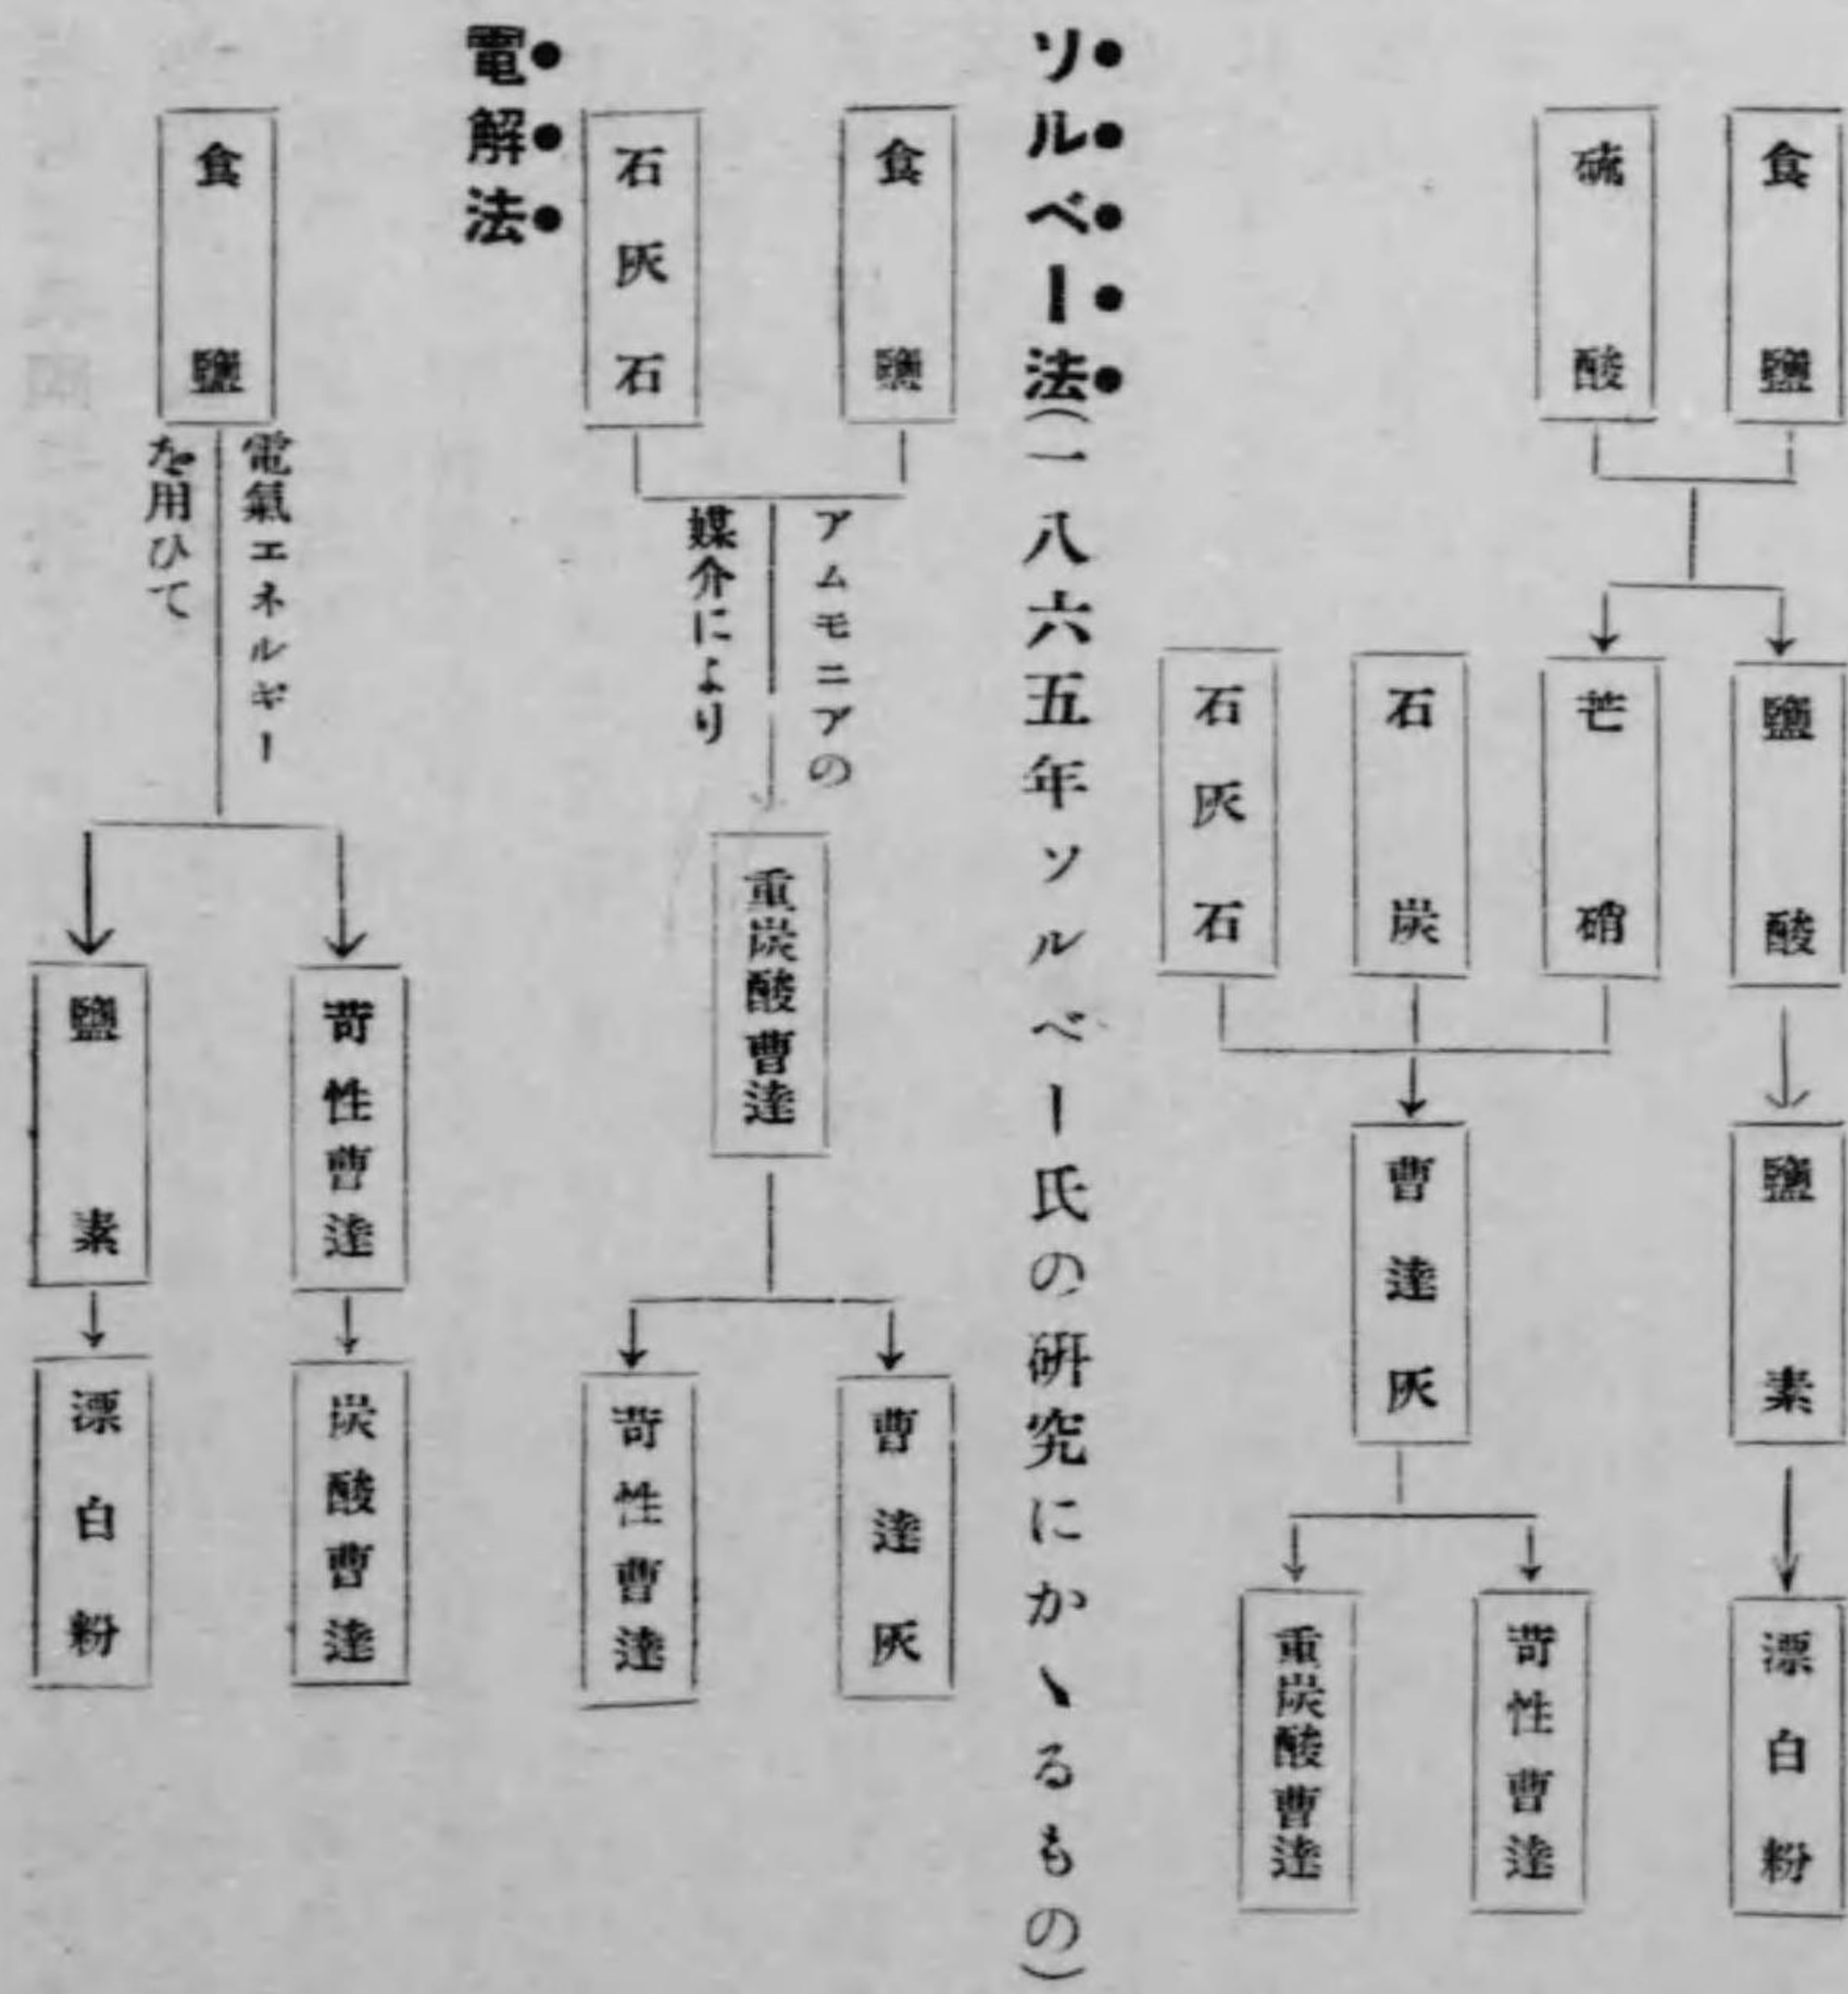 食鹽
硫酸
鹽酸
芒硝
石炭
石灰石
鹽素
曹達灰
漂白粉
苛性曹達
重炭酸曹達
ソルベー法(一八六五年ソルベー氏の研究にかゝるもの)
食鹽
石灰石
アムモニアの
媒介により
重炭酸曹達
曹達灰
苛性曹達
電解法
食鹽
電氣エネルギー
を用ひて
苛性曹達
鹽素
炭酸曹達
漂白粉